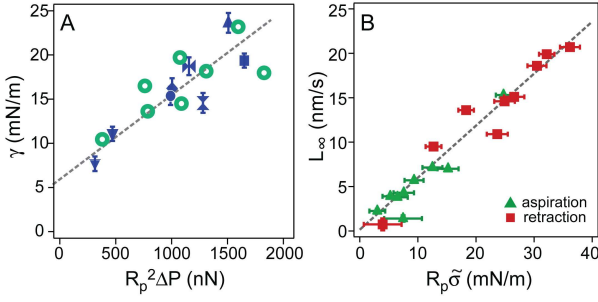 A
γ (mN/m)
25
20
15
10
5
0
0 500 1000 1500 2000
Rp²ΔP (nN)
B
L∞ (nm/s)
25
20
15
10
5
0
aspiration
retraction
0 10 20 30 40
Rpσ̃ (mN/m)